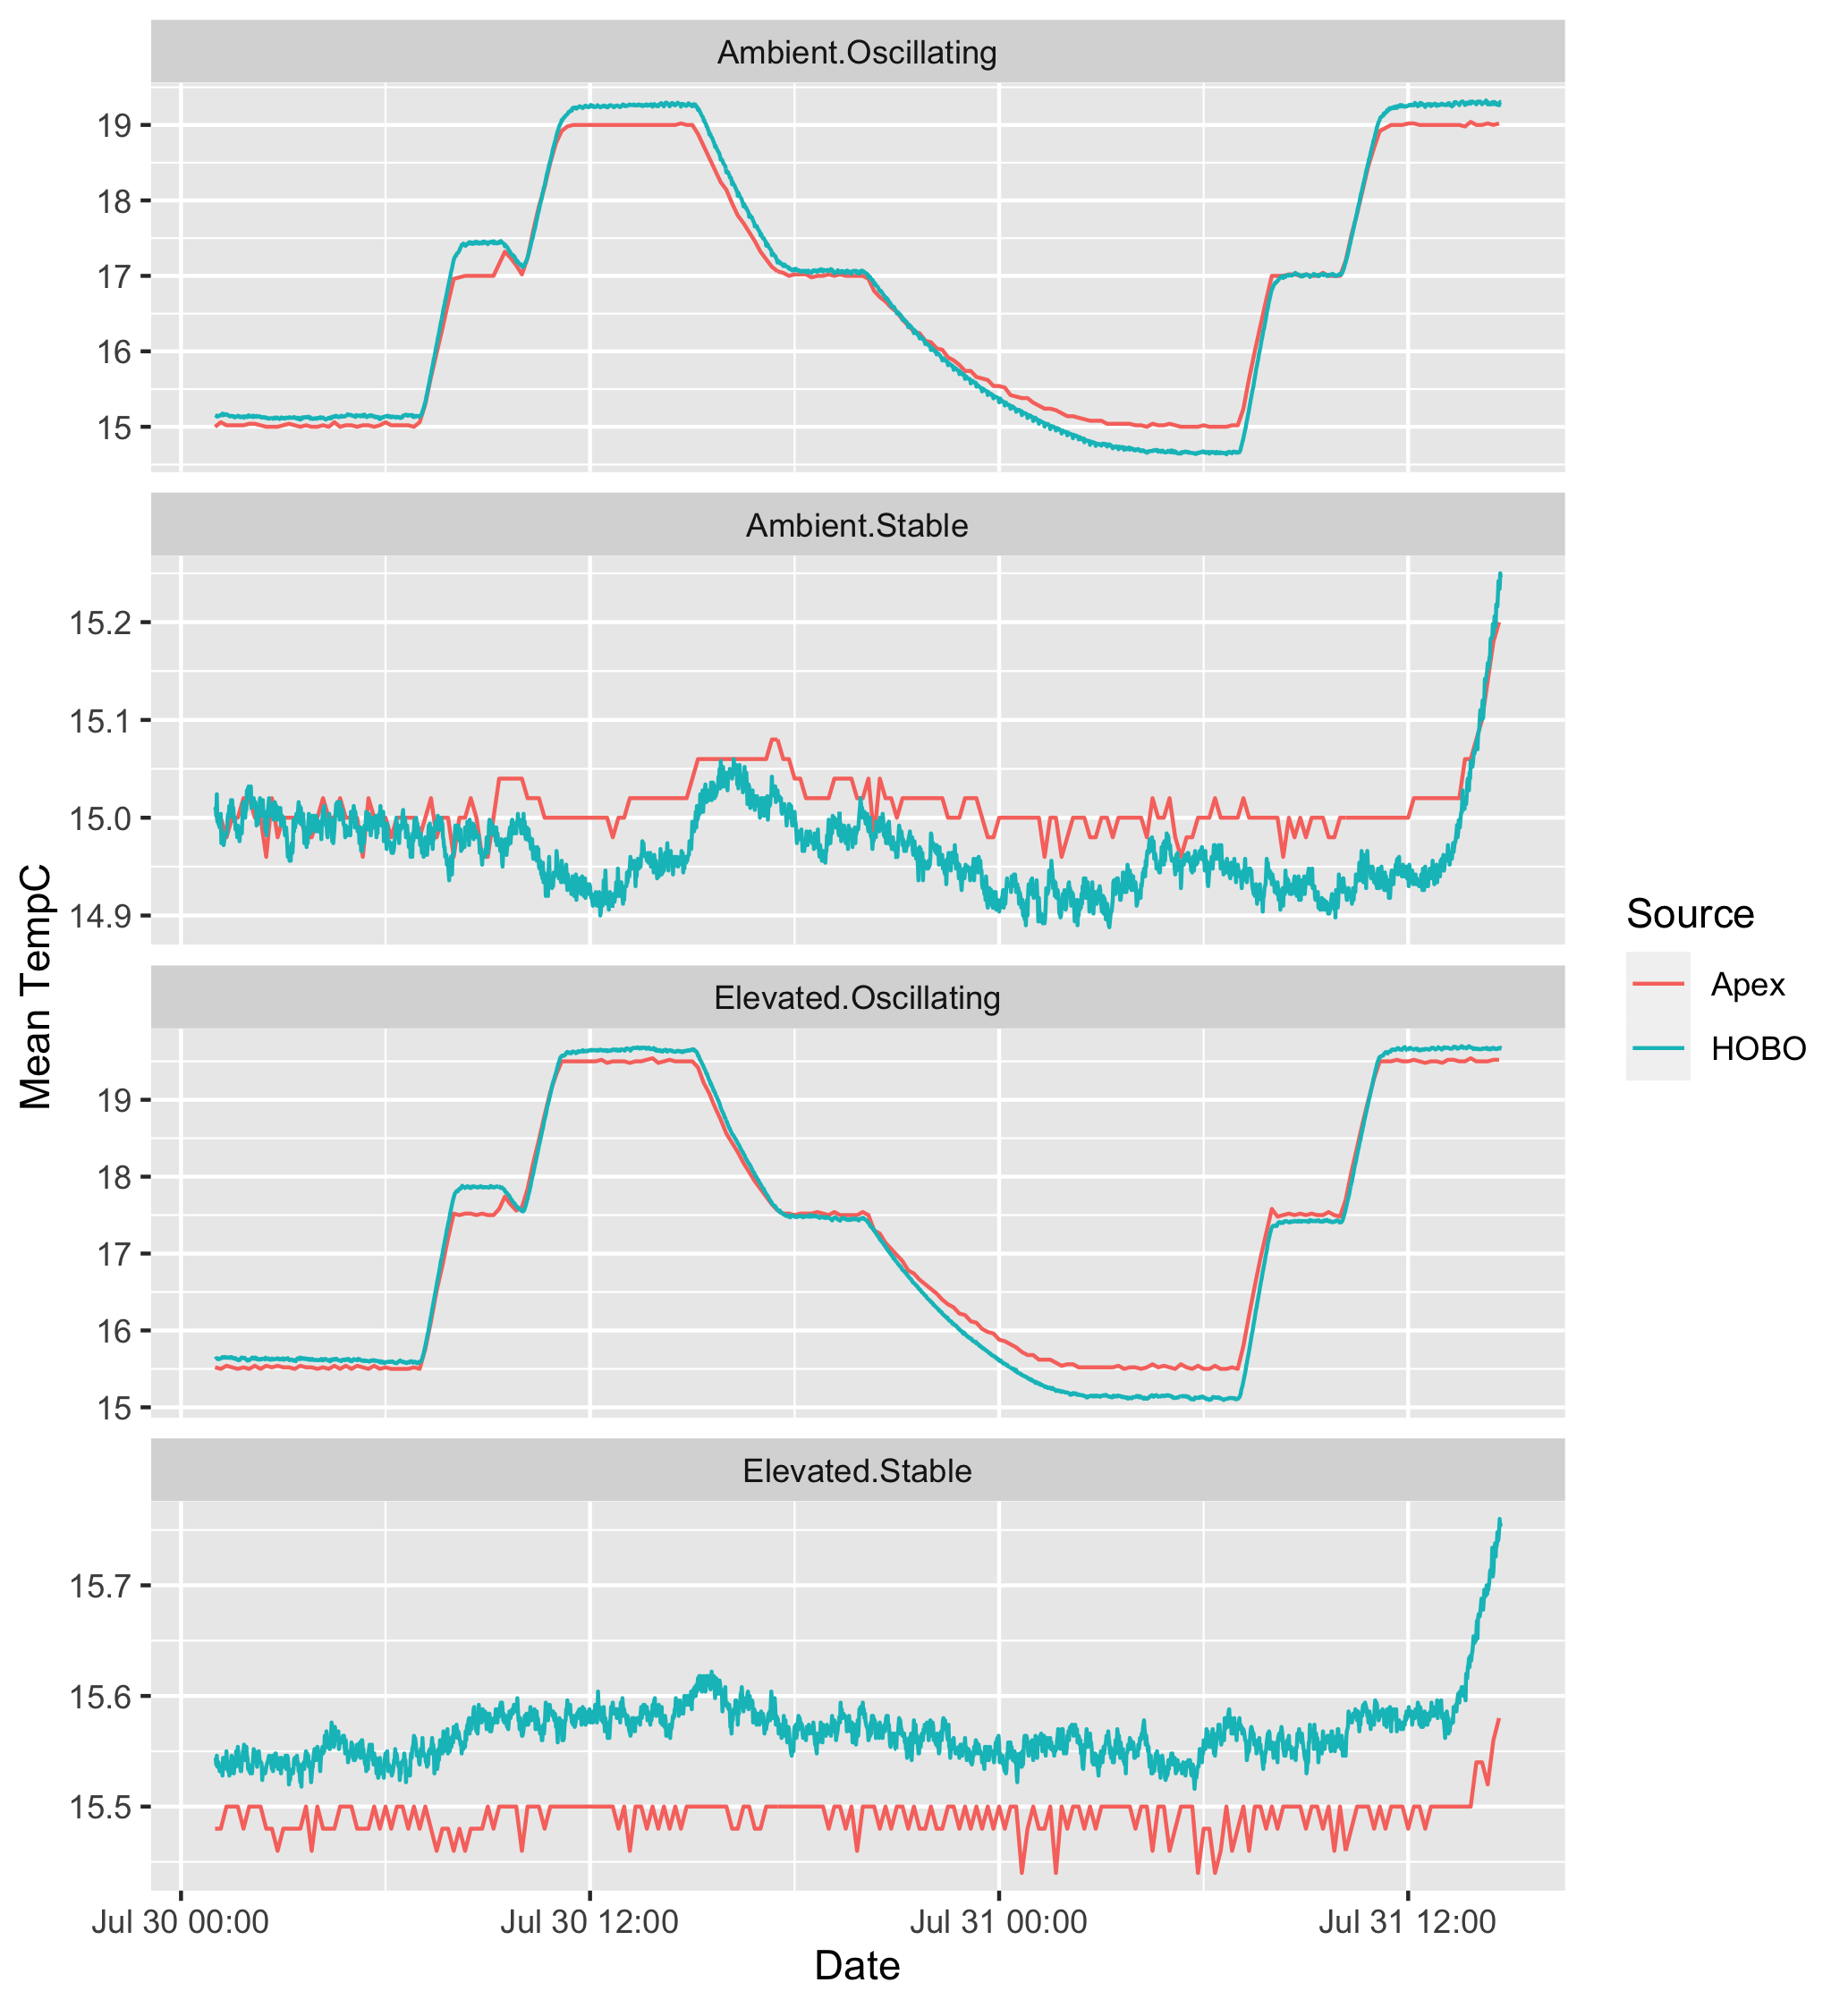 Ambient.Oscillating
19
18
17
16
15
Ambient.Stable
15.2
15.1
15.0
14.9
Elevated.Oscillating
19
18
17
16
15
Elevated.Stable
15.7
15.6
15.5
Jul 30 00:00
Jul 30 12:00
Jul 31 00:00
Jul 31 12:00
Date
Mean TempC
Source
Apex
HOBO